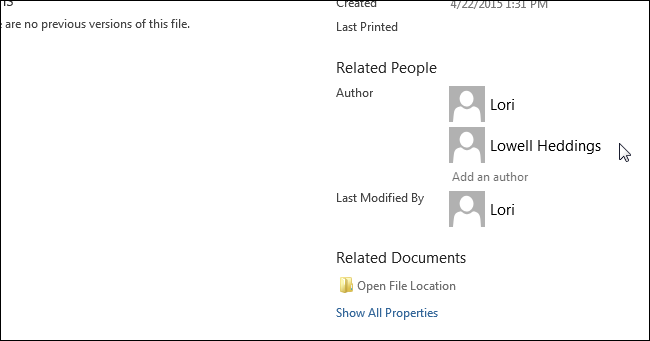 Created 4/22/2015 1:31 PM
are no previous versions of this file.
Last Printed
Related People
Author
Lori
Lowell Heddings
Add an author
Last Modified By
Lori
Related Documents
Open File Location
Show All Properties